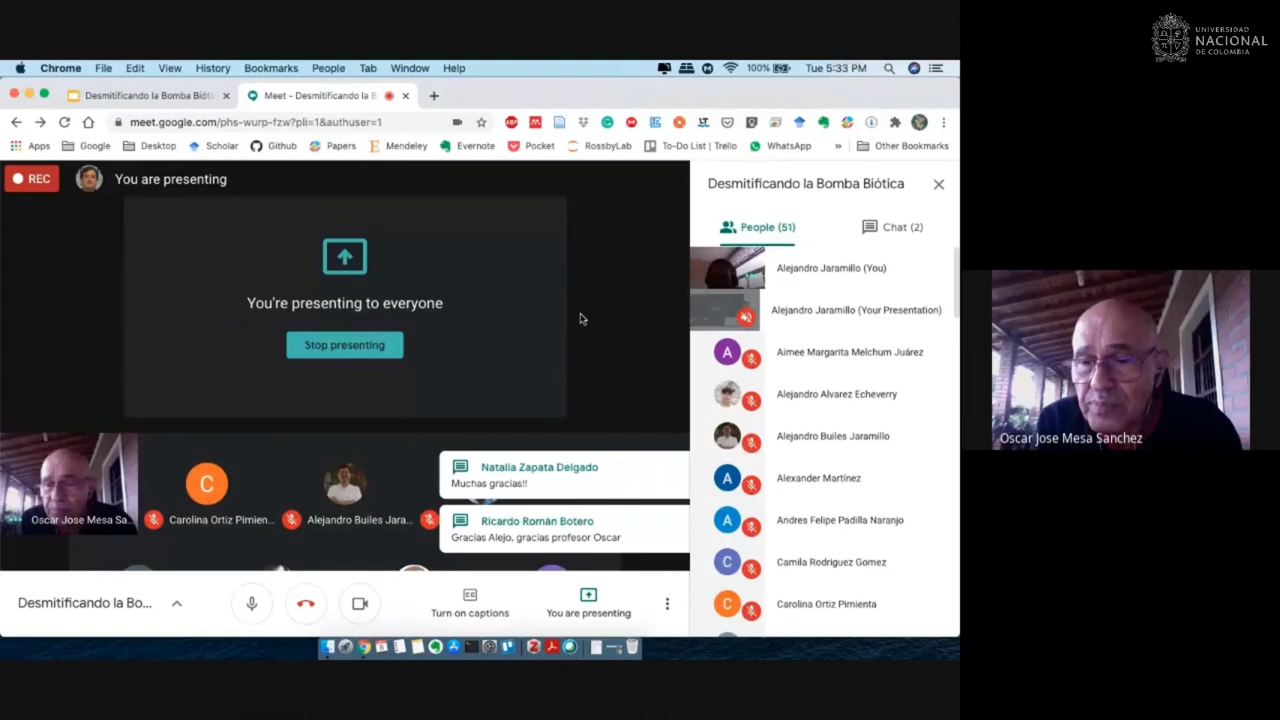 UNIVERSIDAD
NACIONAL
DE COLOMBIA
Chrome File Edit View History Bookmarks People Tab Window Help 100% Tue 5:33 PM
Desmitificando la Bomba Bióti
Meet - Desmitificando la B
meet.google.com/phs-wurp-fzw?pli=1&authuser=1
Apps Google Desktop Scholar Github Papers Mendeley Evernote Pocket RossbyLab To-Do List | Trello WhatsApp » Other Bookmarks
REC
You are presenting
You're presenting to everyone
Stop presenting
Desmitificando la Bomba Biótica
People (51)
Chat (2)
Alejandro Jaramillo (You)
Alejandro Jaramillo (Your Presentation)
A Aimee Margarita Melchum Juárez
Alejandro Alvarez Echeverry
Alejandro Builes Jaramillo
A Alexander Martínez
A Andres Felipe Padilla Naranjo
C Camila Rodriguez Gomez
C Carolina Ortiz Pimienta
Oscar Jose Mesa Sa...
C
Carolina Ortiz Pimien...
Alejandro Builes Jara...
Natalia Zapata Delgado
Muchas gracias!!
Ricardo Román Botero
Gracias Alejo, gracias profesor Oscar
Desmitificando la Bo...
Turn on captions
You are presenting
Oscar Jose Mesa Sanchez